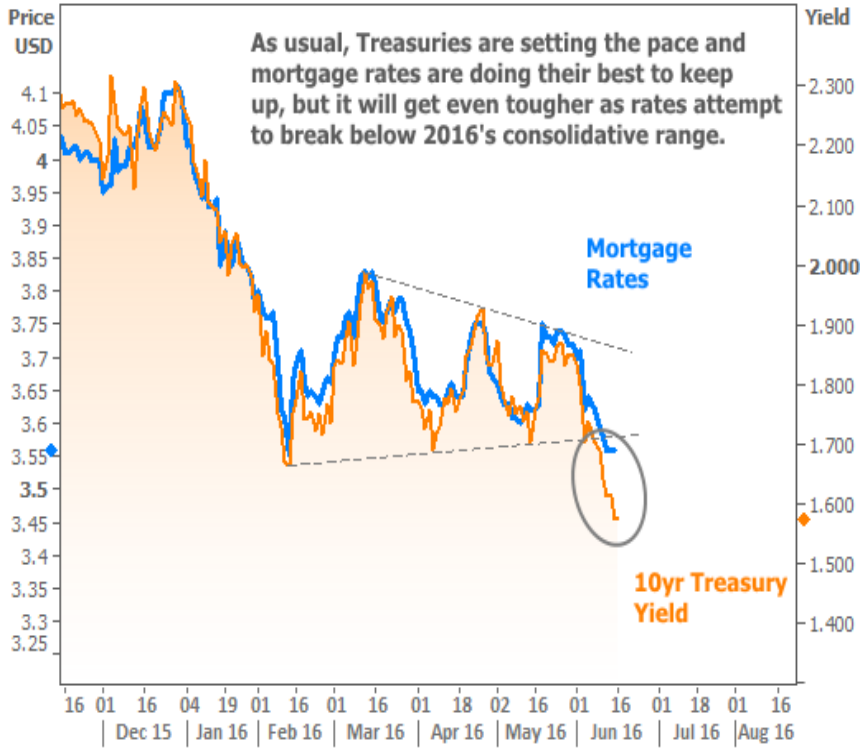 Price
USD
Yield
As usual, Treasuries are setting the pace and
mortgage rates are doing their best to keep
up, but it will get even tougher as rates attempt
to break below 2016's consolidative range.
4.1
4.05
4
3.95
3.9
3.85
3.8
3.75
3.7
3.65
3.6
3.55
3.5
3.45
3.4
3.35
3.3
3.25
2.300
2.200
2.100
2.000
1.900
1.800
1.700
1.600
1.500
1.400
Mortgage
Rates
10yr Treasury
Yield
16 01 16 04 19 01 16 01 16 01 18 02 16 01 16 01 18 01 16
Dec 15 Jan 16 Feb 16 Mar 16 Apr 16 May 16 Jun 16 Jul 16 Aug 16